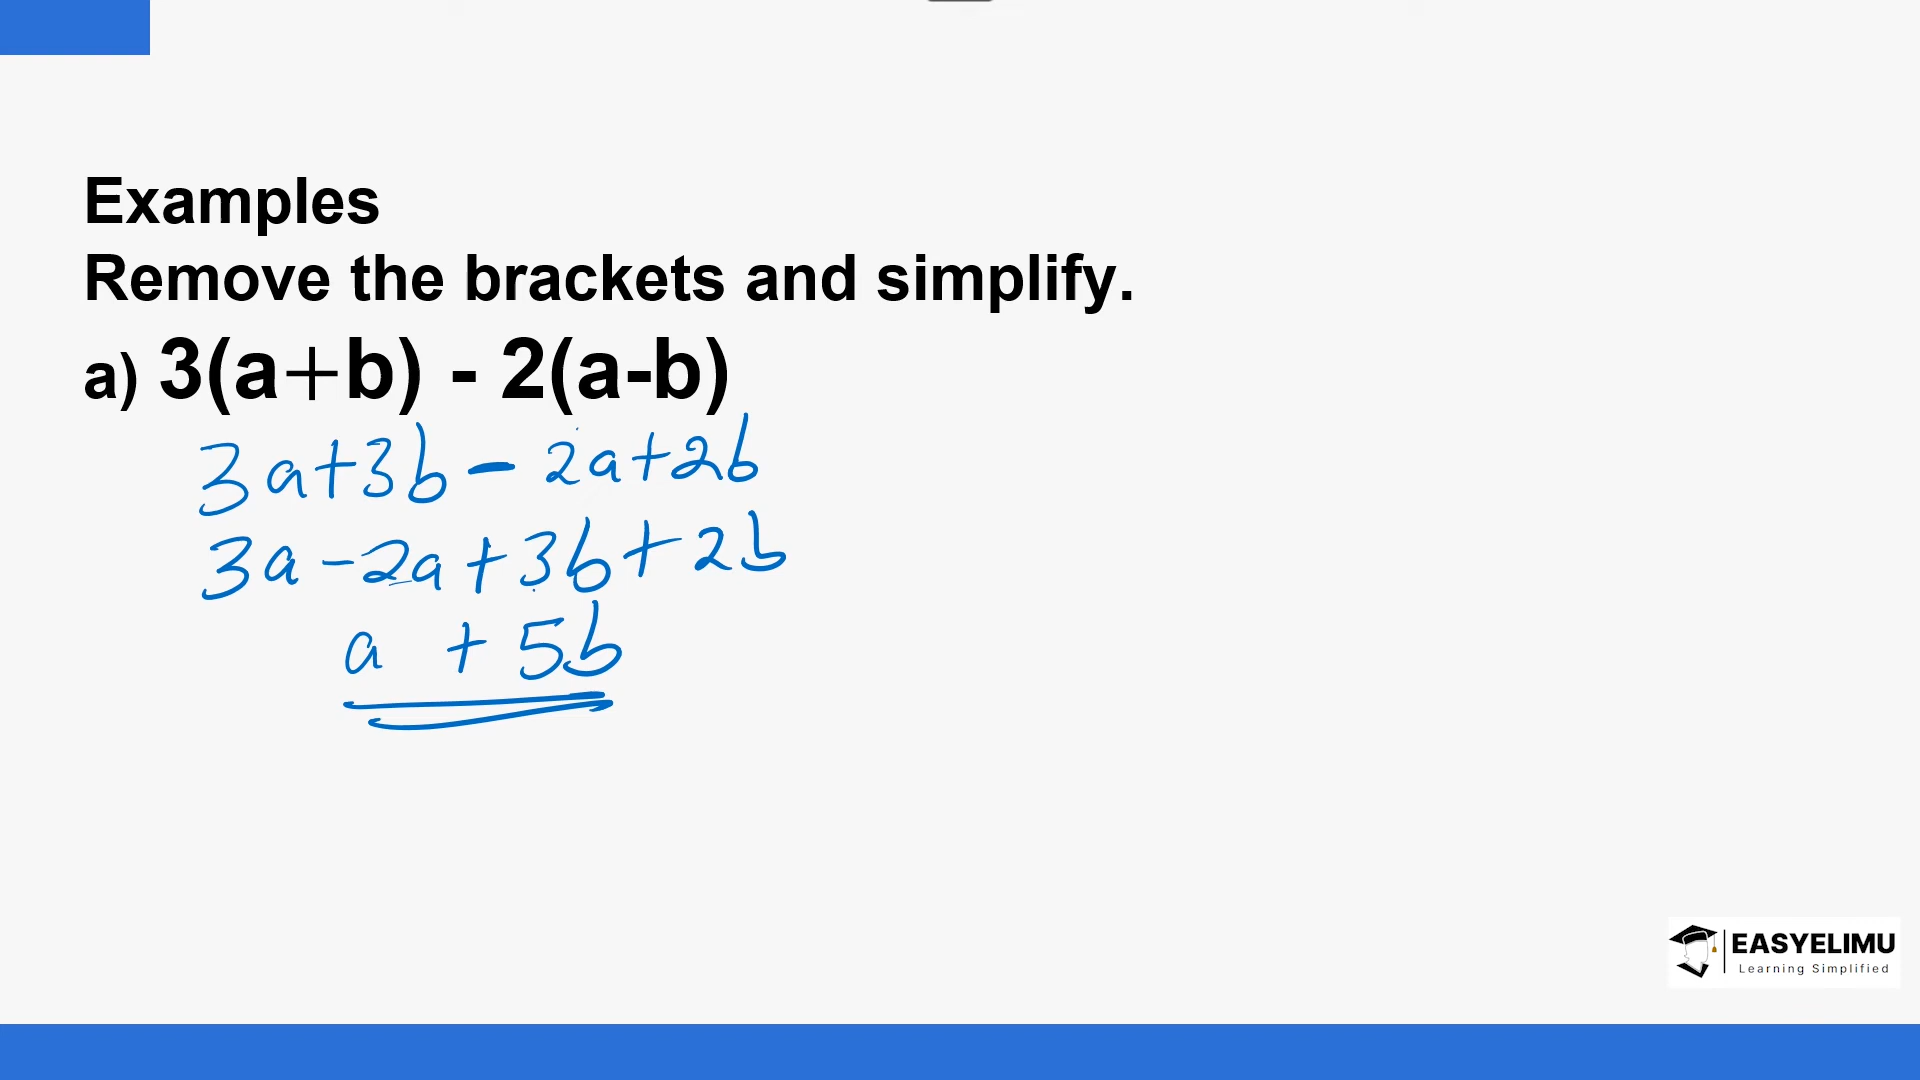 Examples
Remove the brackets and simplify.
a) 3(a+b) - 2(a-b)
3a+3b - 2a+2b
3a - 2a + 3b + 2b
a + 5b
EASYELIMU
Learning Simplified